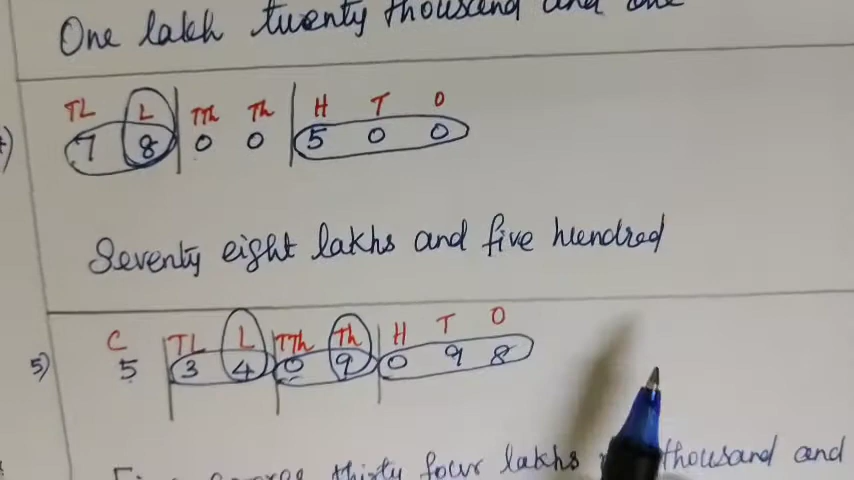 One lakh twenty thousand and one
TL L TTh Th H T O
7 8 0 0 5 0 0
Seventy eight lakhs and five hundred
C TL L TTh Th H T O
5) 5 3 4 0 9 0 9 8
thirty four lakhs thousand and